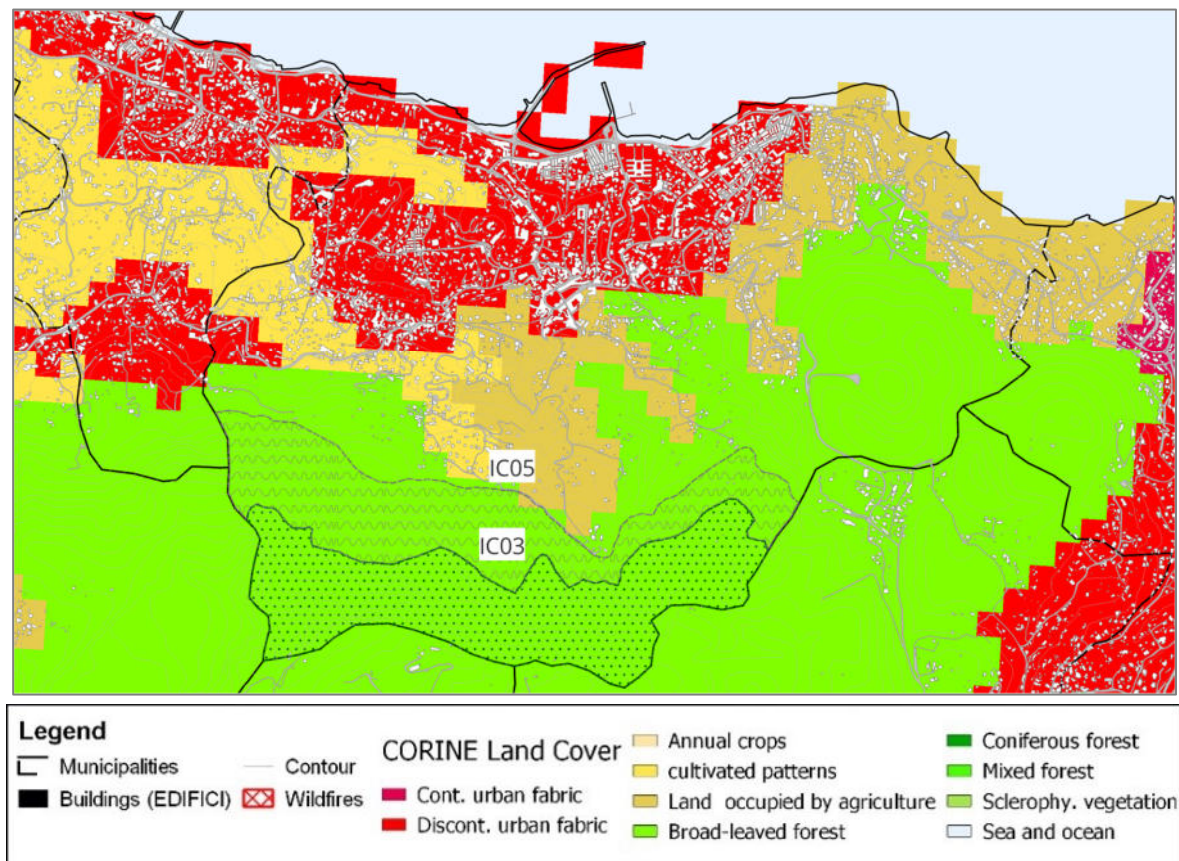 IC05
IC03
Legend
Municipalities
Contour
Buildings (EDIFICI)
Wildfires
CORINE Land Cover
Cont. urban fabric
Discont. urban fabric
Annual crops
cultivated patterns
Land occupied by agriculture
Broad-leaved forest
Coniferous forest
Mixed forest
Sclerophy. vegetation
Sea and ocean